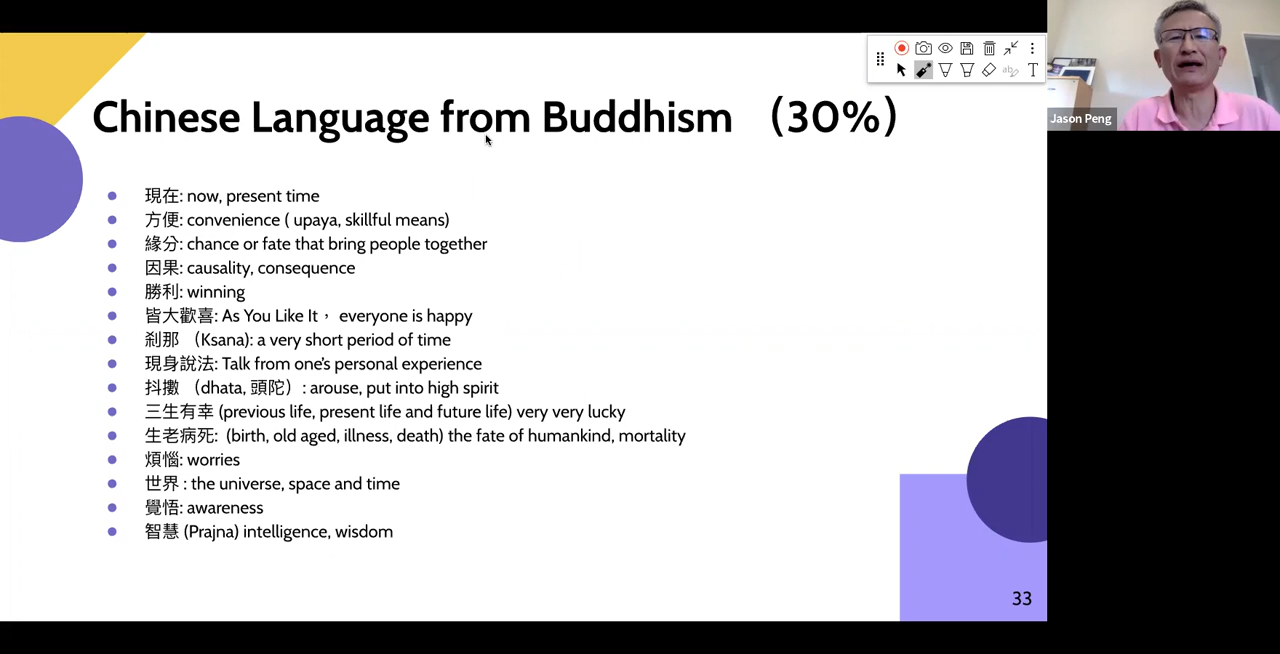 Chinese Language from Buddhism （30%）
現在: now, present time
方便: convenience ( upaya, skillful means)
緣分: chance or fate that bring people together
因果: causality, consequence
勝利: winning
皆大歡喜: As You Like It， everyone is happy
剎那 （Ksana): a very short period of time
現身說法: Talk from one's personal experience
抖擻 （dhata, 頭陀）: arouse, put into high spirit
三生有幸 (previous life, present life and future life) very very lucky
生老病死: (birth, old aged, illness, death) the fate of humankind, mortality
煩惱: worries
世界 : the universe, space and time
覺悟: awareness
智慧 (Prajna) intelligence, wisdom
33
Jason Peng